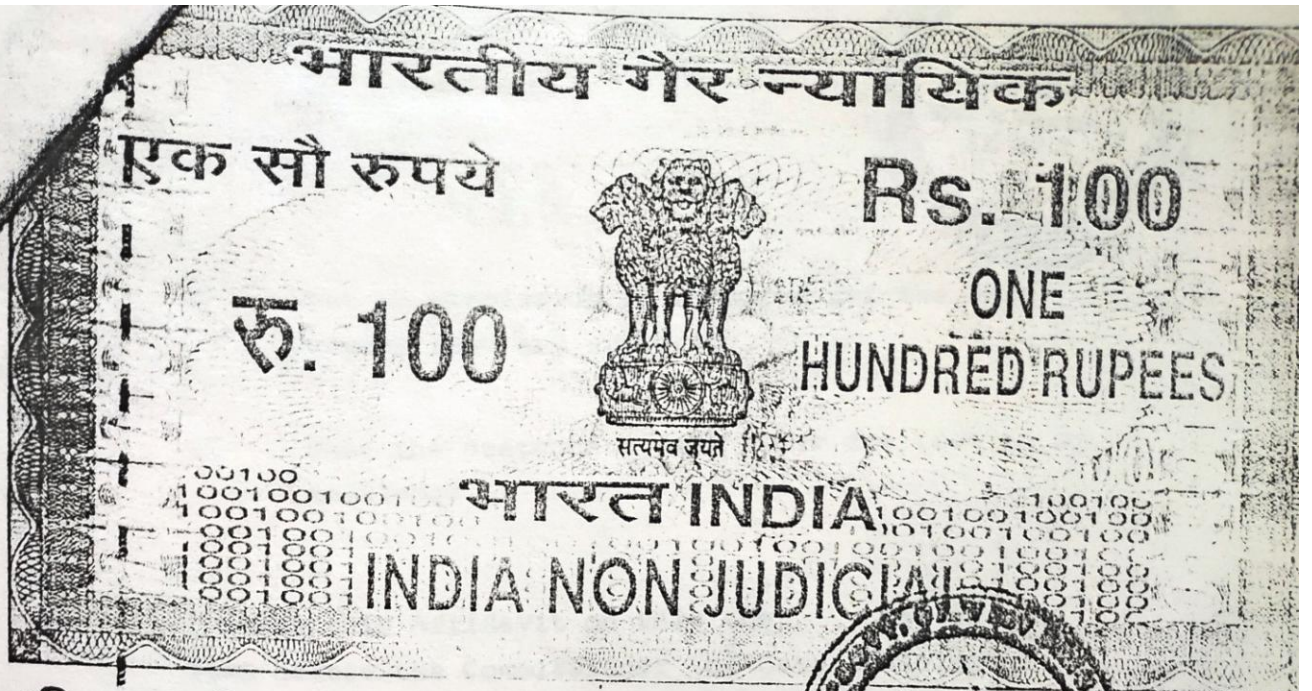 भारतीय गैर न्यायिक
एक सौ रुपये
Rs. 100
रु. 100
ONE
HUNDRED RUPEES
सत्यमेव जयते
भारत INDIA
INDIA NON JUDICIAL